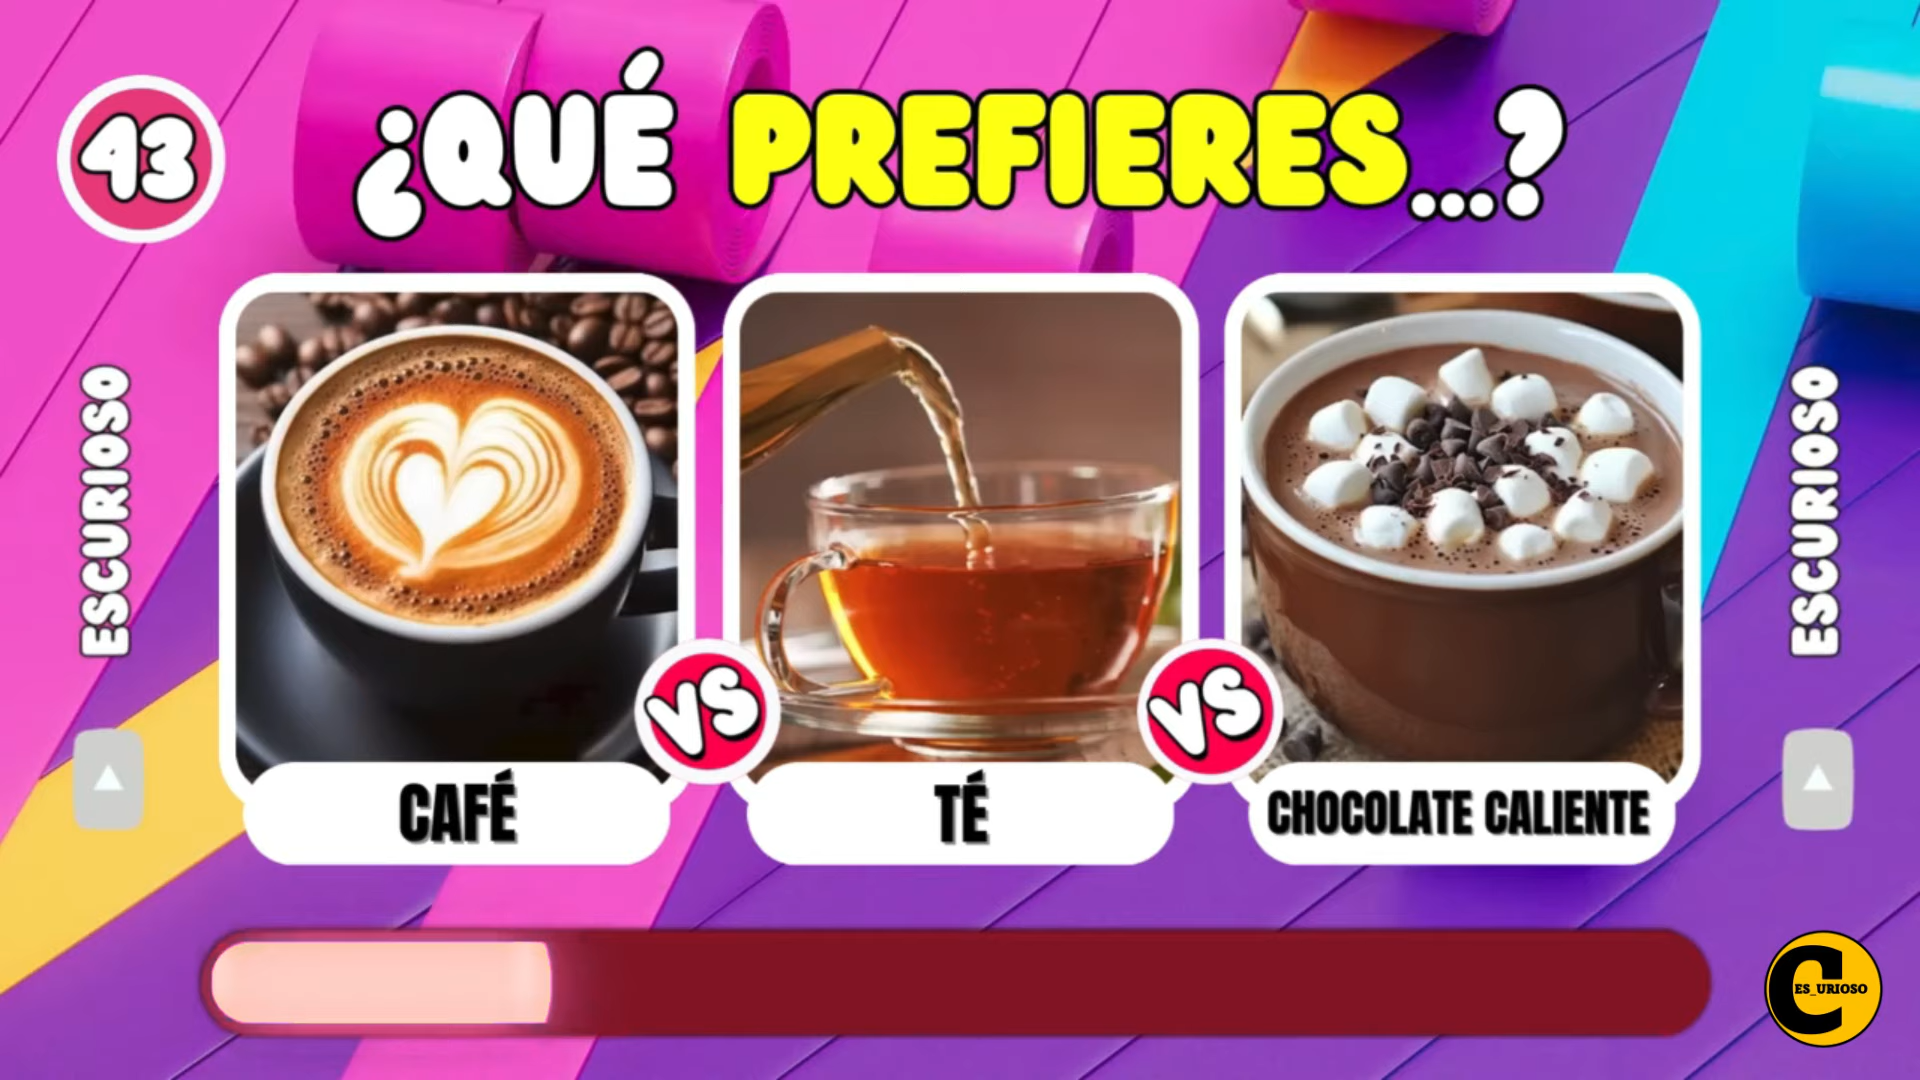 43
¿QUÉ PREFIERES...?
ESCURIOSO
ESCURIOSO
VS
VS
CAFÉ
TÉ
CHOCOLATE CALIENTE
C
ES_URIOSO